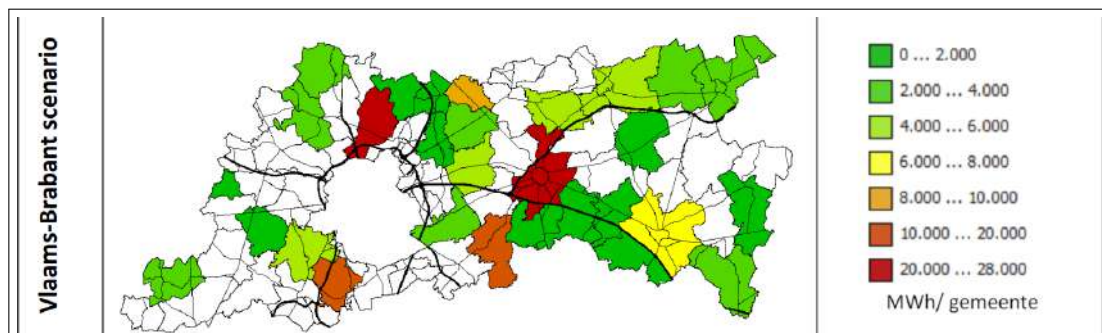 Vlaams-Brabant scenario
0 ... 2.000
2.000 ... 4.000
4.000 ... 6.000
6.000 ... 8.000
8.000 ... 10.000
10.000 ... 20.000
20.000 ... 28.000
MWh/ gemeente